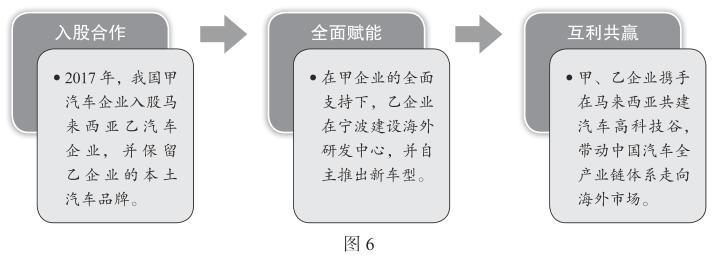 入股合作
• 2017 年，我国甲
汽车企业入股马
来西亚乙汽车
企业，并保留
乙企业的本土
汽车品牌。
全面赋能
• 在甲企业的全面
支持下，乙企业
在宁波建设海外
研发中心，并自
主推出新车型。
互利共赢
• 甲、乙企业携手
在马来西亚共建
汽车高科技谷，
带动中国汽车全
产业链体系走向
海外市场。
图 6